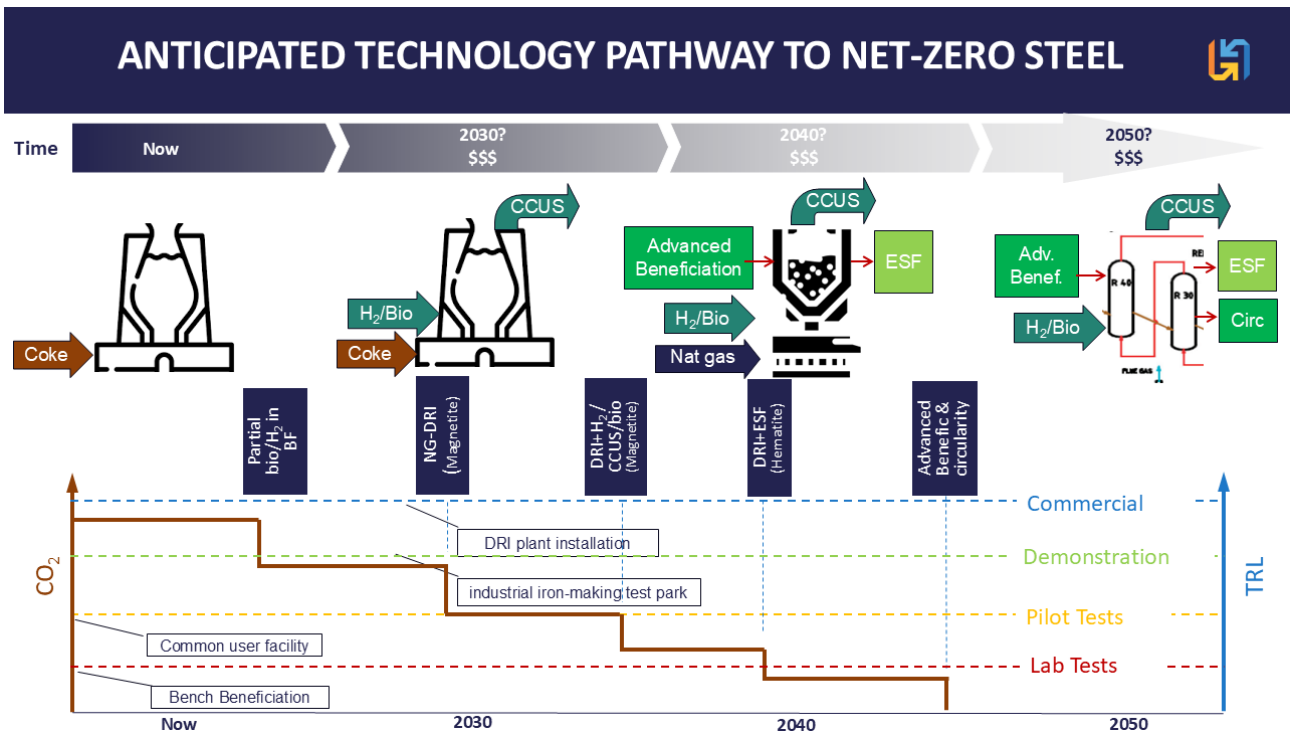 ANTICIPATED TECHNOLOGY PATHWAY TO NET-ZERO STEEL
Time
Now
2030?
$$$
2040?
$$$
2050?
$$$
Coke
CCUS
H₂/Bio
Coke
CCUS
Advanced
Beneficiation
ESF
H₂/Bio
Nat gas
CCUS
Adv.
Benef.
R 40
R 30
REI
ESF
H₂/Bio
Circ
FLUE GAS
Partial
bio/H₂ in
BF
NG-DRI
(Magnetite)
DRI+H₂/
CCUS/bio
(Magnetite)
DRI+ESF
(Hematite)
Advanced
Benefic &
circularity
CO₂
TRL
Commercial
DRI plant installation
Demonstration
industrial iron-making test park
Pilot Tests
Common user facility
Lab Tests
Bench Beneficiation
Now
2030
2040
2050